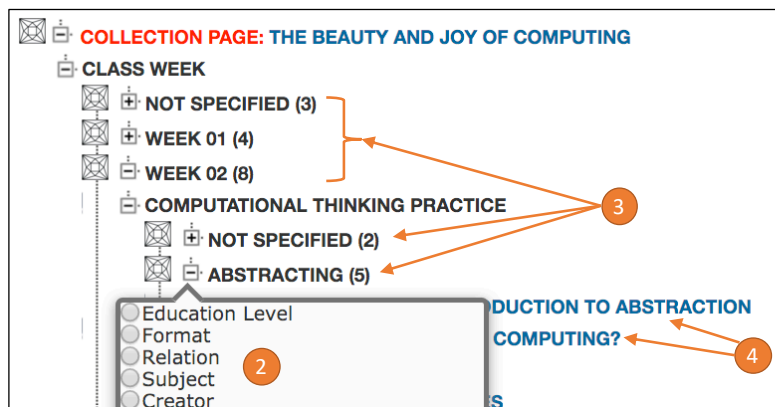 COLLECTION PAGE: THE BEAUTY AND JOY OF COMPUTING
CLASS WEEK
NOT SPECIFIED (3)
WEEK 01 (4)
WEEK 02 (8)
COMPUTATIONAL THINKING PRACTICE
3
NOT SPECIFIED (2)
ABSTRACTING (5)
Education Level
DUCTION TO ABSTRACTION
Format
COMPUTING?
4
Relation
2
Subject
Creator